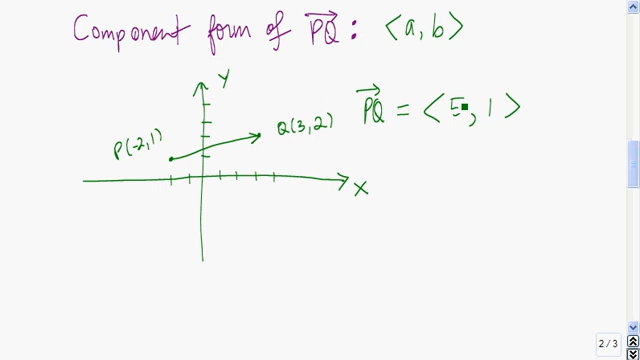 Component form of PQ : <a, b>
Y
P(-2,1)
Q(3,2)
PQ = <5, 1>
X
2 / 3